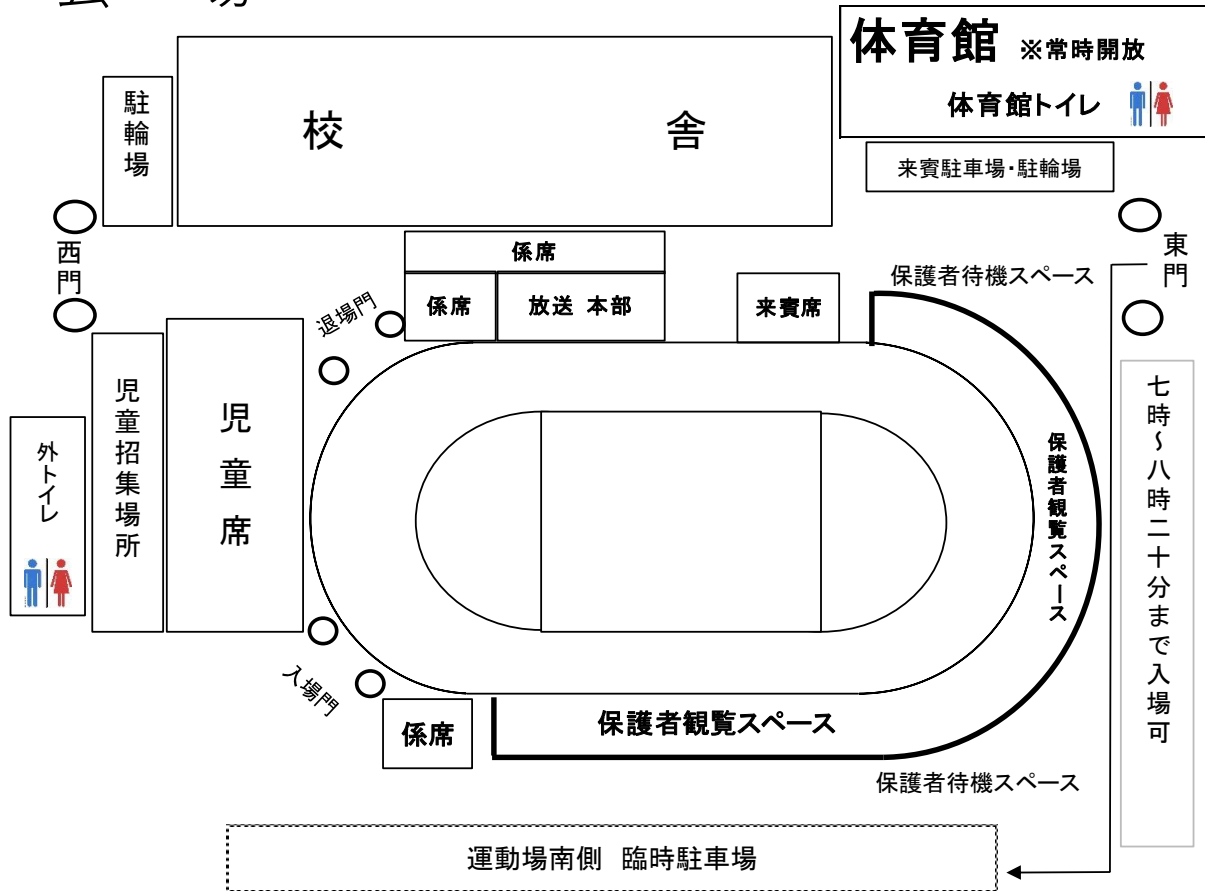 体育館 ※常時開放
体育館トイレ
駐輪場
校 舎
来賓駐車場・駐輪場
西門
東門
係席
保護者待機スペース
係席
放送 本部
来賓席
退場門
児童招集場所
児童席
外トイレ
保護者観覧スペース
七時~八時二十分まで入場可
入場門
係席
保護者観覧スペース
保護者待機スペース
運動場南側 臨時駐車場